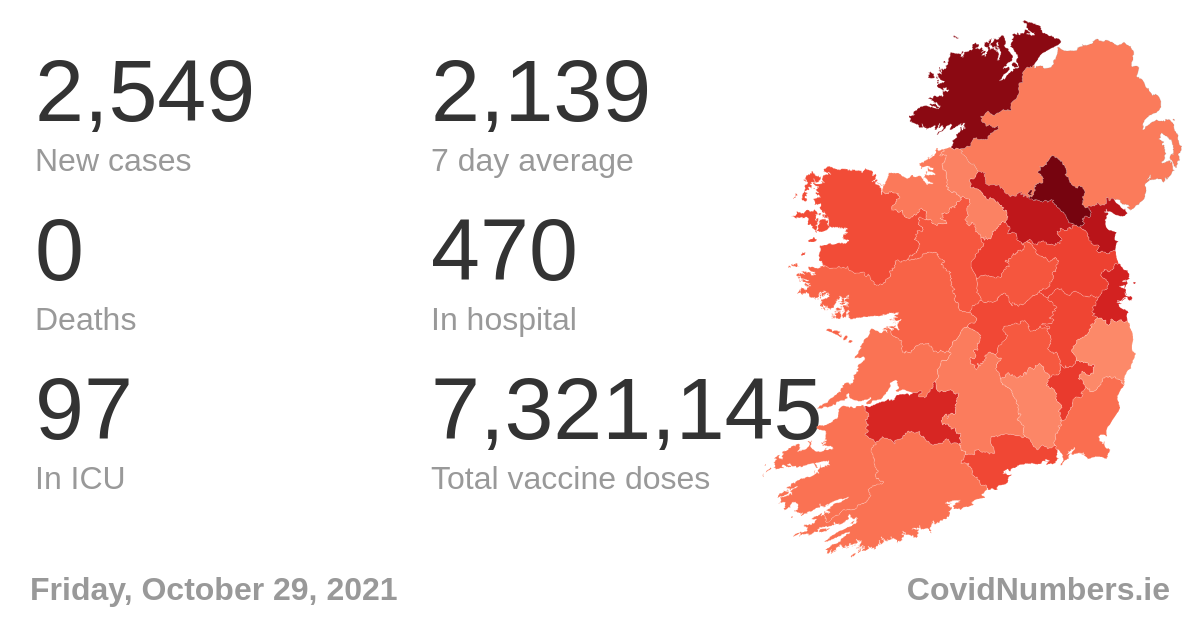 2,549
New cases
2,139
7 day average
0
Deaths
470
In hospital
97
In ICU
7,321,145
Total vaccine doses
Friday, October 29, 2021
CovidNumbers.ie